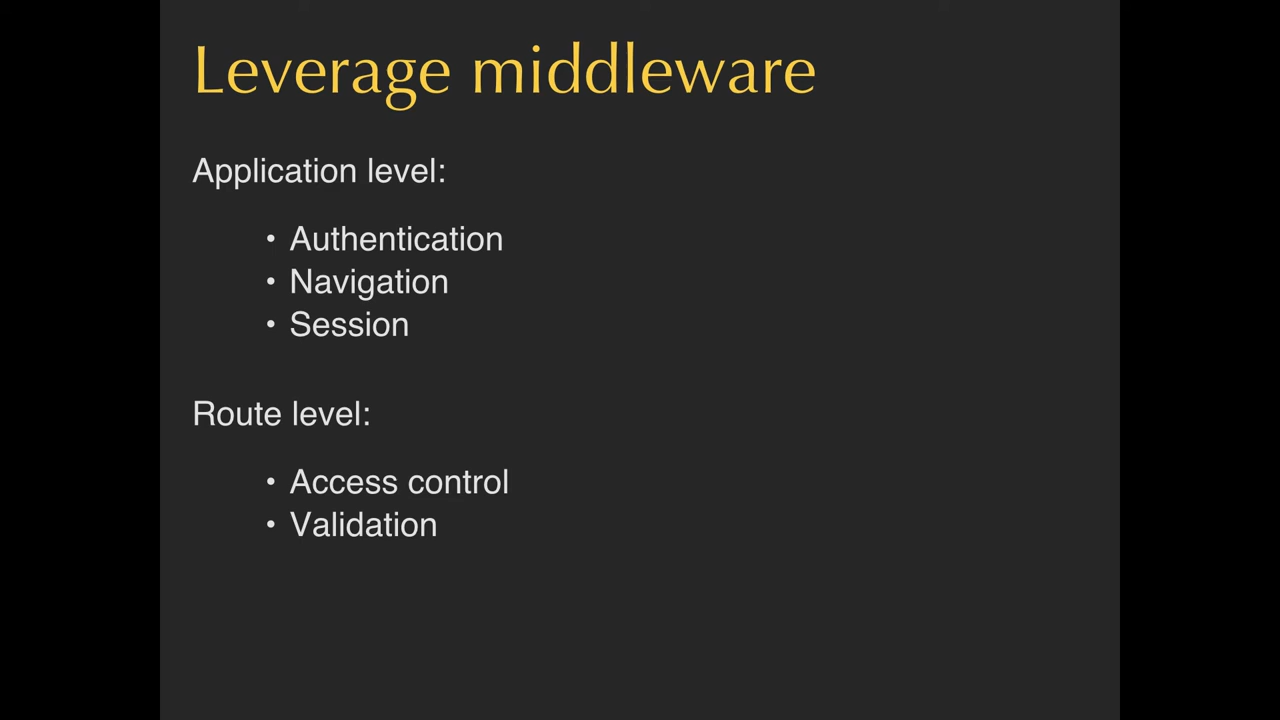 Leverage middleware
Application level:
• Authentication
• Navigation
• Session
Route level:
• Access control
• Validation